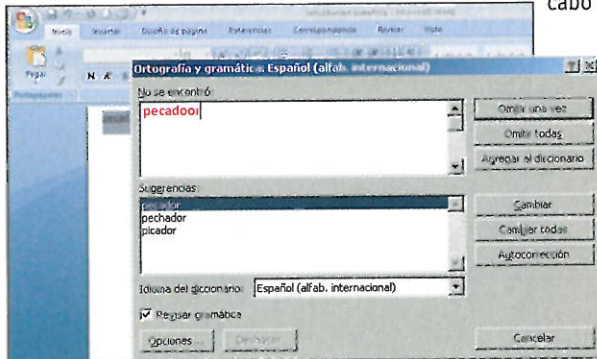 cabo
Inicio Insertar Diseño de página Referencias Correspondencia Revisar Vista
Pegar N K
Portapapeles
Ortografía y gramática: Español (alfab. internacional)
No se encontró:
pecadoor
Omitir una vez
Omitir todas
Agregar al diccionario
Sugerencias:
pecador
pechador
picador
Cambiar
Cambiar todas
Autocorrección
Idioma del diccionario: Español (alfab. internacional)
Revisar gramática
Opciones... Deshacer Cancelar